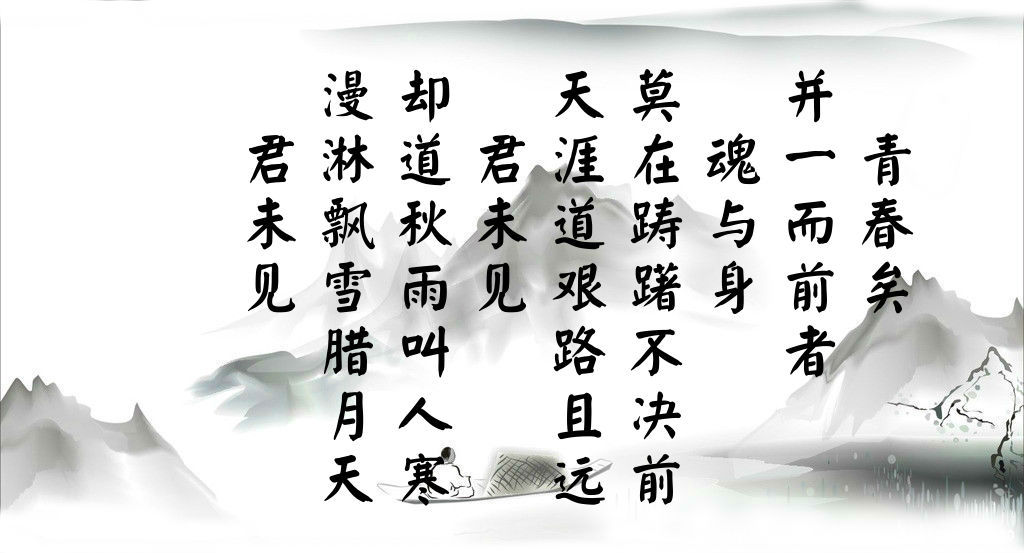 君未见
漫淋飘雪腊月天
却道秋雨叫人寒
君未见
天涯道艰路且远
莫在踌躇不决前
魂与身
并一而前者
青春矣